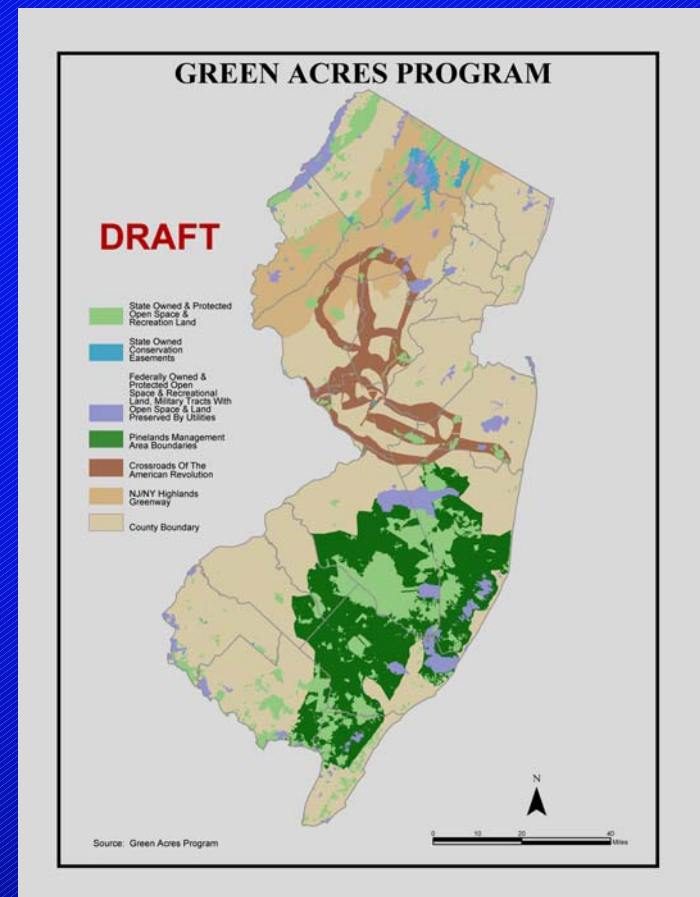 GREEN ACRES PROGRAM
DRAFT
State Owned & Protected
Open Space &
Recreation Land
State Owned
Conservation
Easements
Federally Owned &
Protected Open
Space & Recreational
Land, Military Tracts With
Open Space & Land
Preserved By Utilities
Pinelands Management
Area Boundaries
Crossroads Of The
American Revolution
NJ/NY Highlands
Greenway
County Boundary
N
0 10 20 40
Miles
Source: Green Acres Program